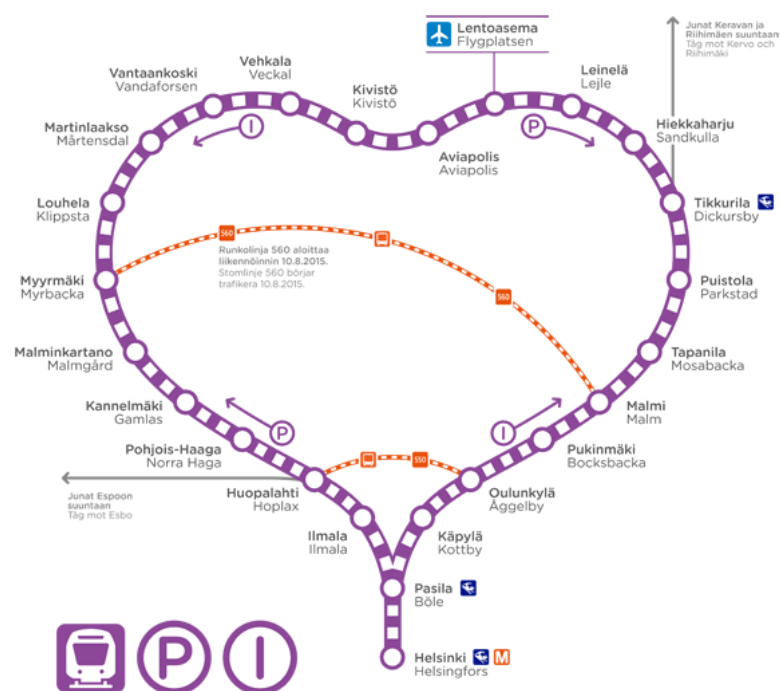 Lentoasema
Flygplatsen
Junat Keravan ja
Riihimäen suuntaan
Tåg mot Kervo och
Riihimäki
Vehkala
Veckal
Vantaankoski
Vandaforsen
Kivistö
Kivistö
Leinelä
Lejle
Martinlaakso
Mårtensdal
I
P
Hiekkaharju
Sandkulla
Aviapolis
Aviapolis
Louhela
Klippsta
Tikkurila
Dickursby
560
Runkolinja 560 aloittaa
liikennöinnin 10.8.2015.
Stomlinje 560 börjar
trafikera 10.8.2015.
Myyrmäki
Myrbacka
560
Puistola
Parkstad
Malminkartano
Malmgård
Tapanila
Mosabacka
Kannelmäki
Gamlas
Malmi
Malm
P
I
Pohjois-Haaga
Norra Haga
Pukinmäki
Bocksbacka
550
Junat Espoon
suuntaan
Tåg mot Esbo
Huopalahti
Hoplax
Oulunkylä
Åggelby
Ilmala
Ilmala
Käpylä
Kottby
Pasila
Böle
P I
Helsinki M
Helsingfors